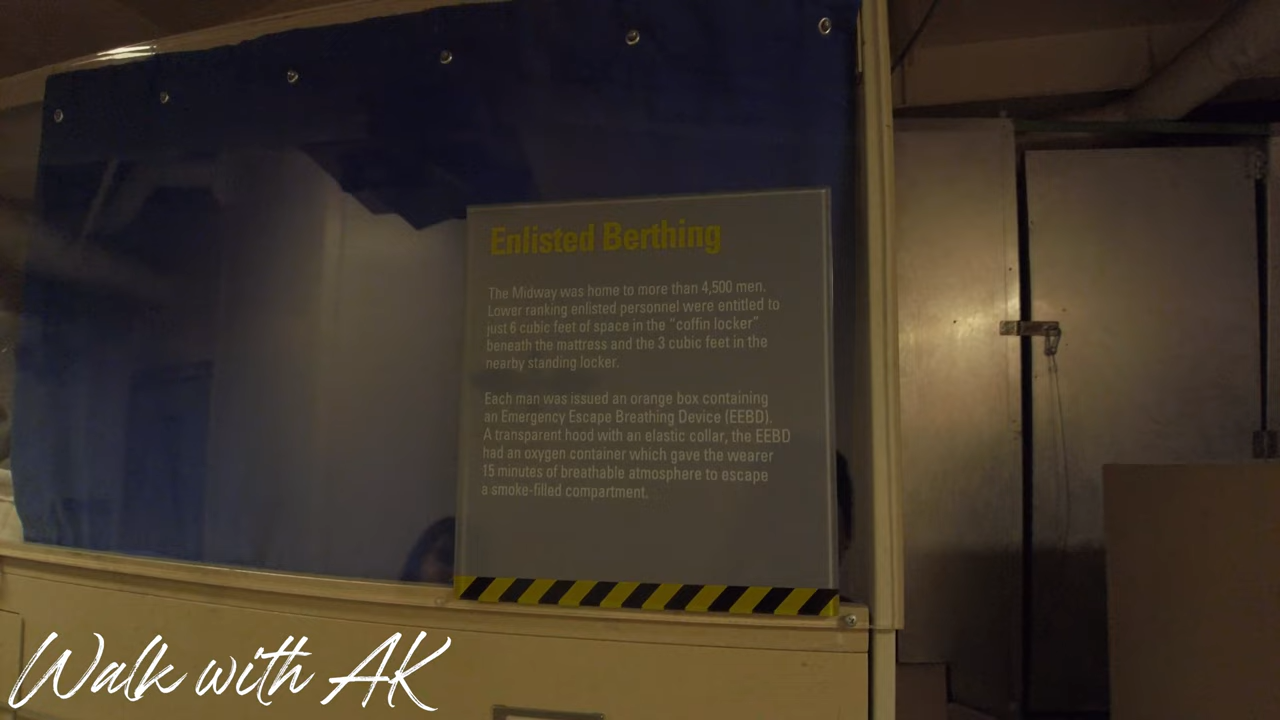 Enlisted Berthing
The Midway was home to more than 4,500 men.
Lower ranking enlisted personnel were entitled to
just 6 cubic feet of space in the "coffin locker"
beneath the mattress and the 3 cubic feet in the
nearby standing locker.
Each man was issued an orange box containing
an Emergency Escape Breathing Device (EEBD).
A transparent hood with an elastic collar, the EEBD
had an oxygen container which gave the wearer
15 minutes of breathable atmosphere to escape
a smoke-filled compartment.
Walk with AK